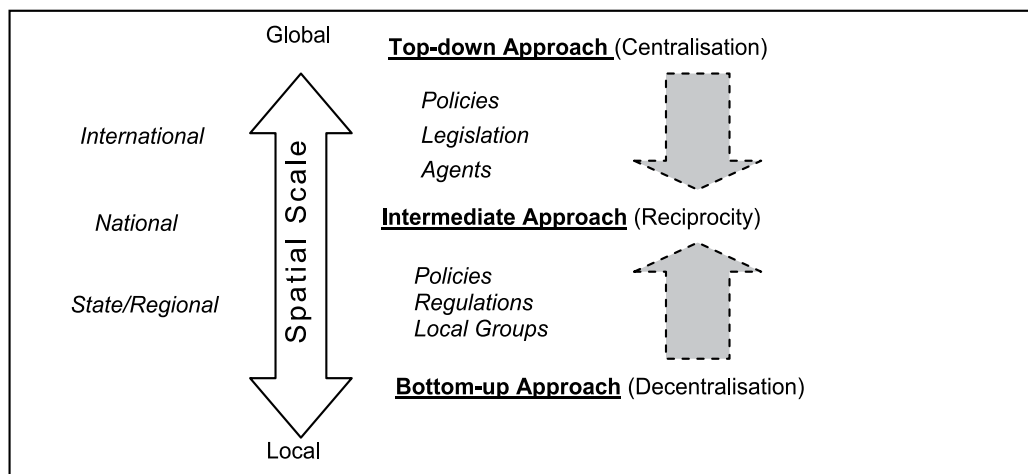 Global
Top-down Approach (Centralisation)
Policies
International
Legislation
Agents
Spatial Scale
National
Intermediate Approach (Reciprocity)
State/Regional
Policies
Regulations
Local Groups
Bottom-up Approach (Decentralisation)
Local